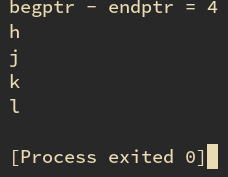 begptr - endptr = 4
h
j
k
l
[Process exited 0]